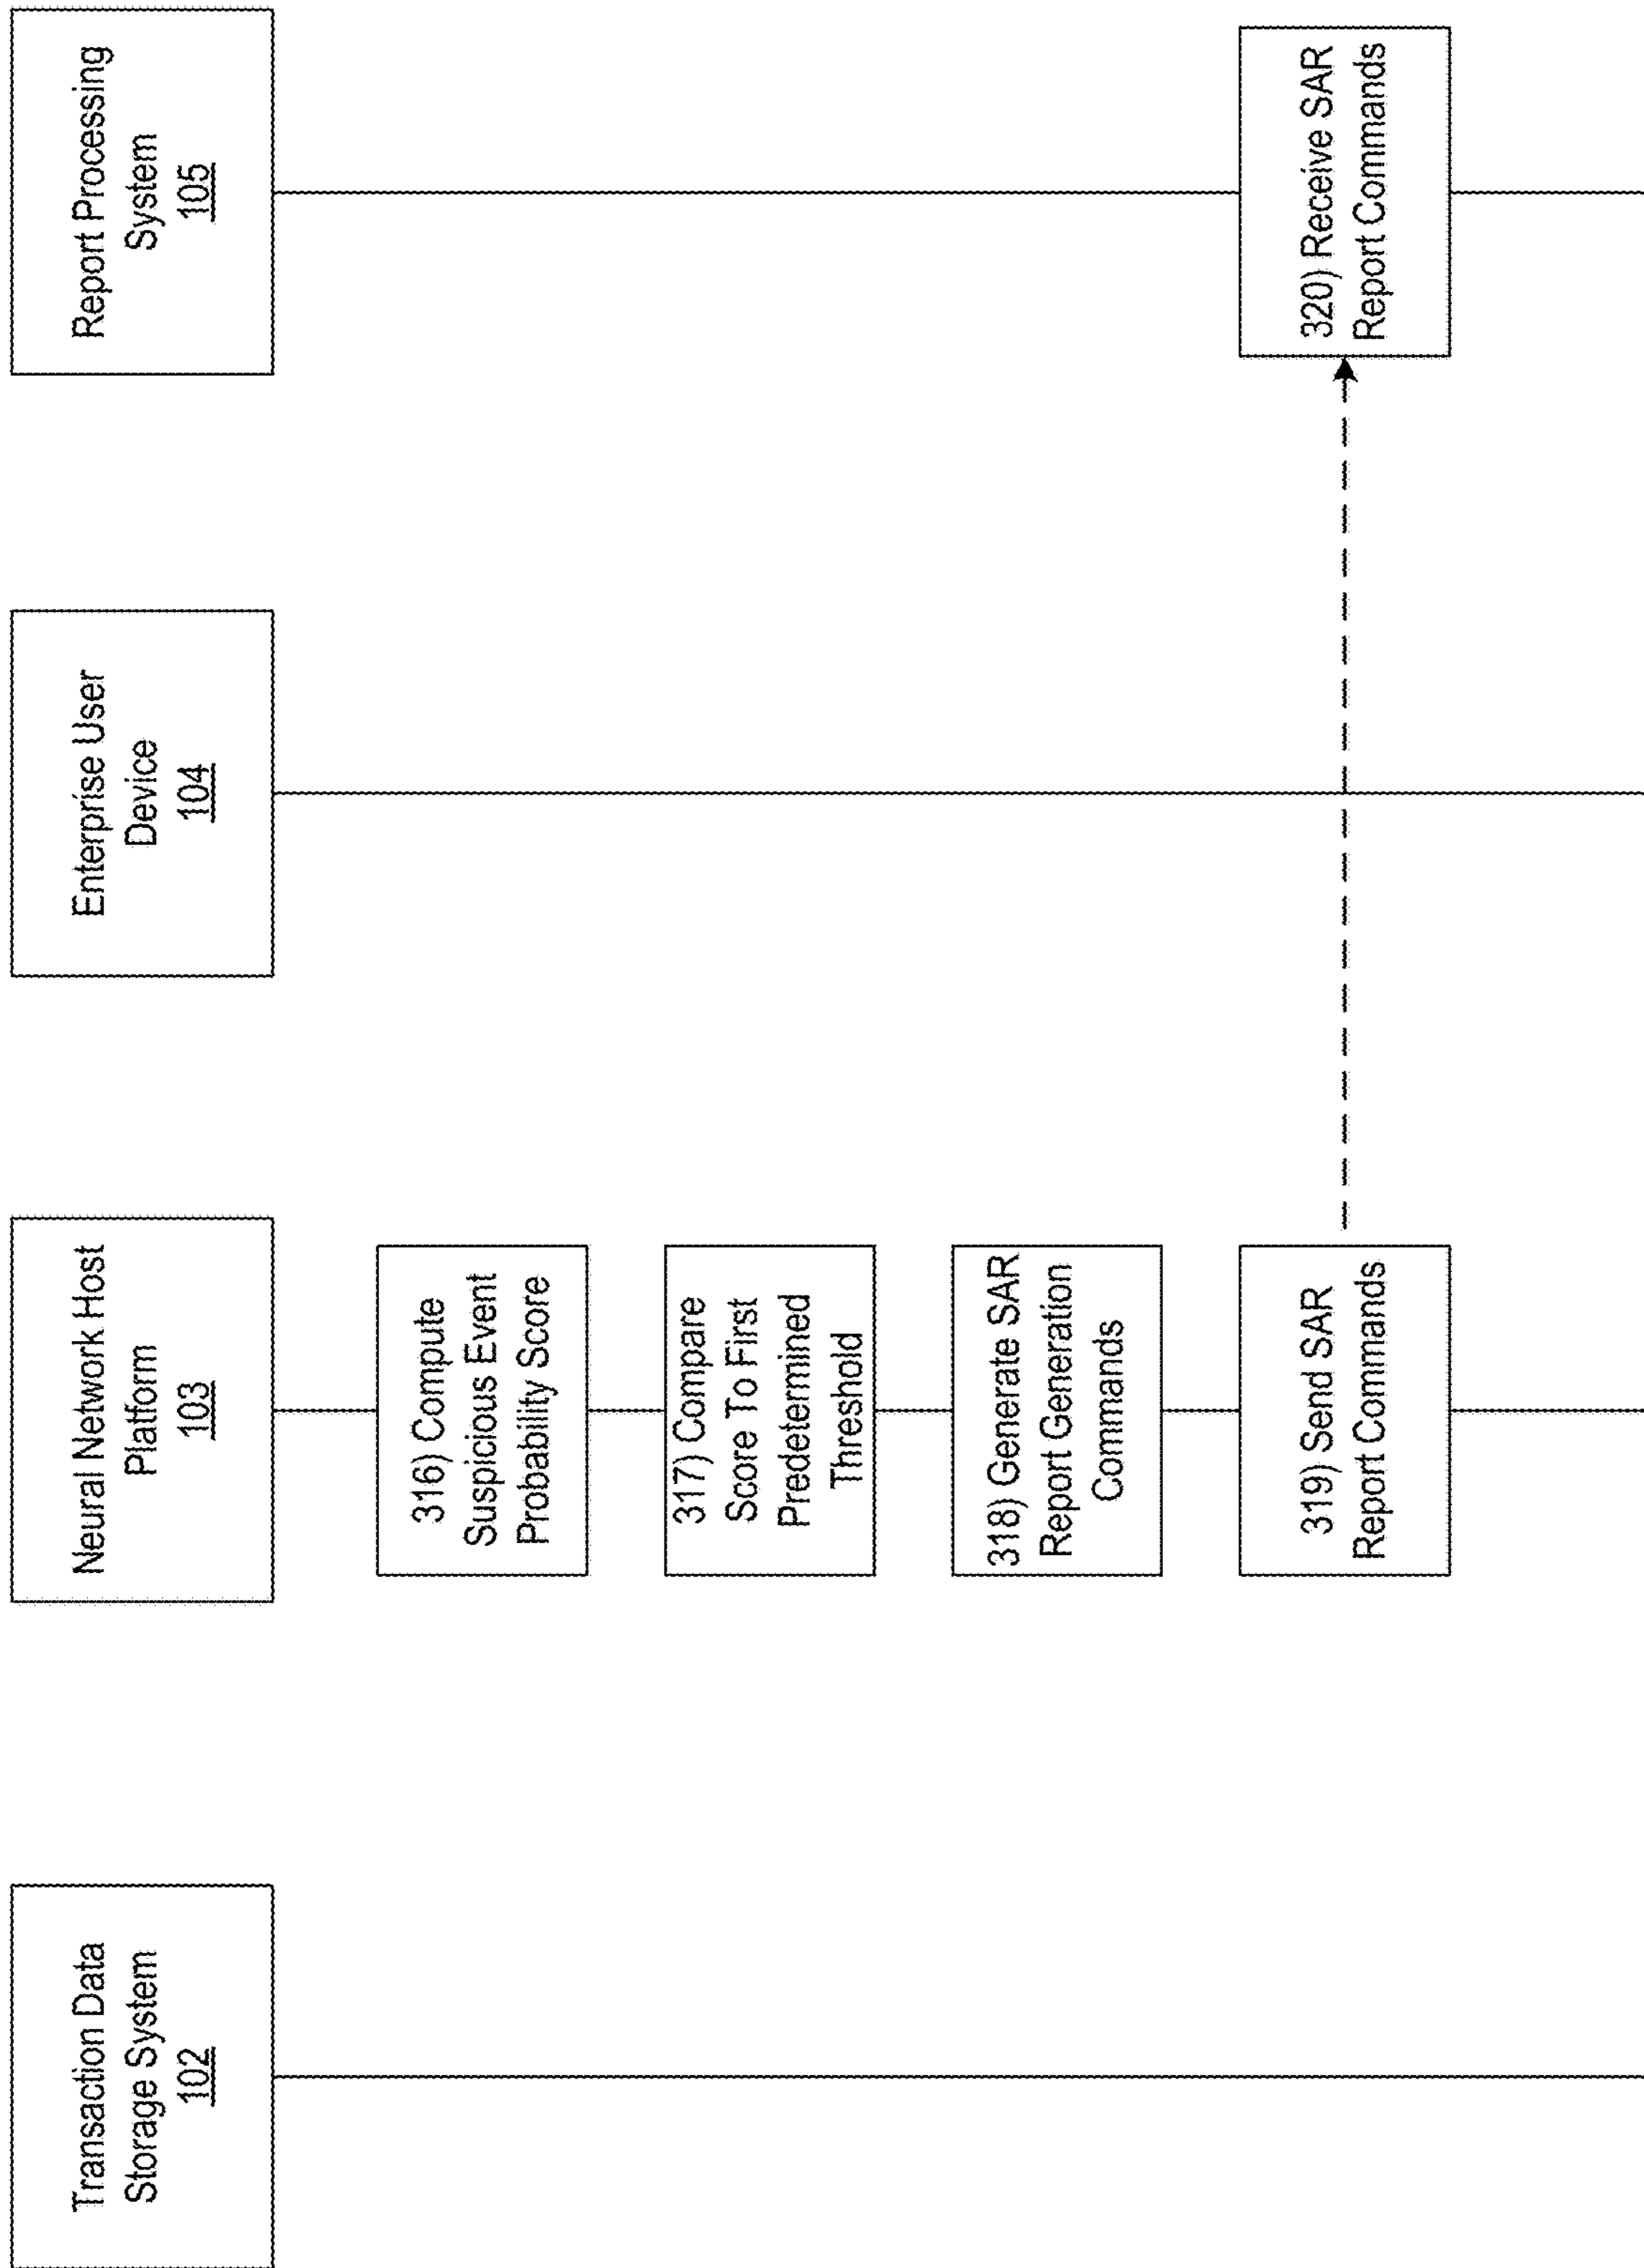 Transaction Data
Storage System
102
Neural Network Host
Platform
103
Enterprise User
Device
104
Report Processing
System
105
316) Compute
Suspicious Event
Probability Score
317) Compare
Score To First
Predetermined
Threshold
318) Generate SAR
Report Generation
Commands
319) Send SAR
Report Commands
320) Receive SAR
Report Commands